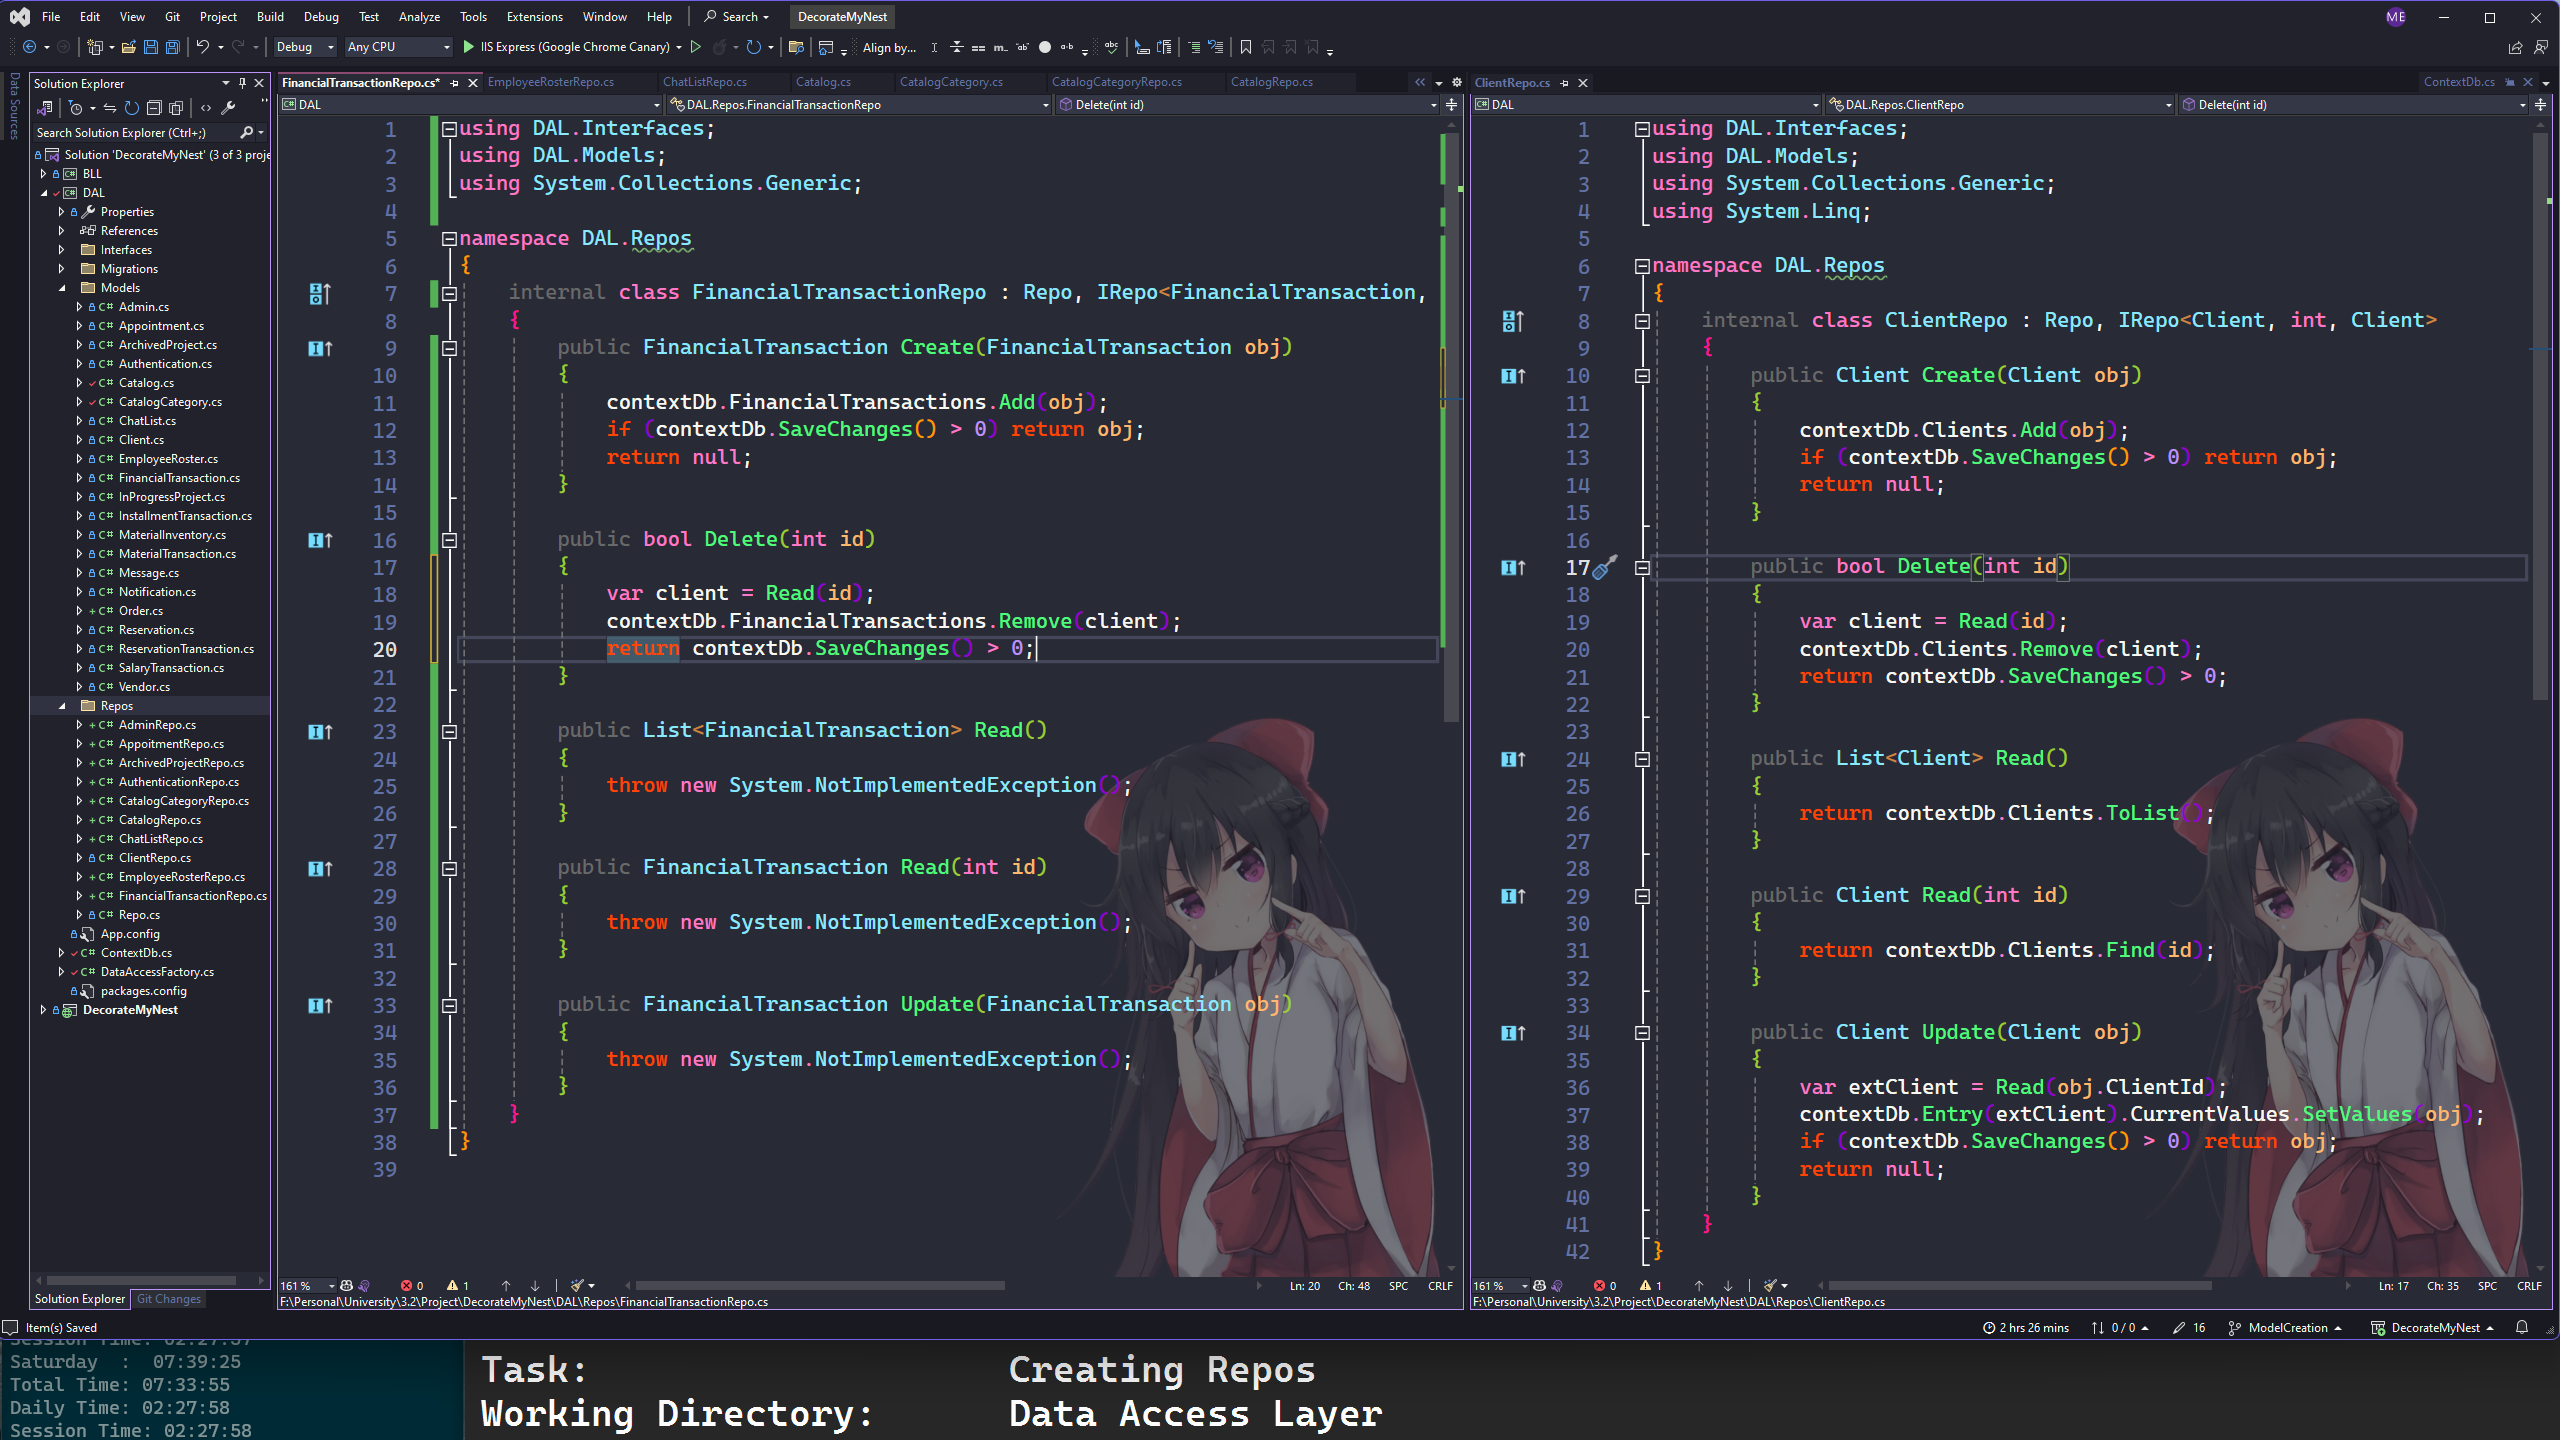 File Edit View Git Project Build Debug Test Analyze Tools Extensions Window Help Search DecorateMyNest ME
Debug Any CPU IIS Express (Google Chrome Canary) Align by...
Data Sources
Solution Explorer
Search Solution Explorer (Ctrl+;)
Solution 'DecorateMyNest' (3 of 3 proje
BLL
DAL
Properties
References
Interfaces
Migrations
Models
C# Admin.cs
C# Appointment.cs
C# ArchivedProject.cs
C# Authentication.cs
C# Catalog.cs
C# CatalogCategory.cs
C# ChatList.cs
C# Client.cs
C# EmployeeRoster.cs
C# FinancialTransaction.cs
C# InProgressProject.cs
C# InstallmentTransaction.cs
C# MaterialInventory.cs
C# MaterialTransaction.cs
C# Message.cs
C# Notification.cs
C# Order.cs
C# Reservation.cs
C# ReservationTransaction.cs
C# SalaryTransaction.cs
C# Vendor.cs
Repos
C# AdminRepo.cs
C# AppoitmentRepo.cs
C# ArchivedProjectRepo.cs
C# AuthenticationRepo.cs
C# CatalogCategoryRepo.cs
C# CatalogRepo.cs
C# ChatListRepo.cs
C# ClientRepo.cs
C# EmployeeRosterRepo.cs
C# FinancialTransactionRepo.cs
C# Repo.cs
App.config
C# ContextDb.cs
C# DataAccessFactory.cs
packages.config
DecorateMyNest
Solution Explorer Git Changes
FinancialTransactionRepo.cs* EmployeeRosterRepo.cs ChatListRepo.cs Catalog.cs CatalogCategory.cs CatalogCategoryRepo.cs CatalogRepo.cs
DAL DAL.Repos.FinancialTransactionRepo Delete(int id)
1 using DAL.Interfaces;
2 using DAL.Models;
3 using System.Collections.Generic;
4
5 namespace DAL.Repos
6 {
7 internal class FinancialTransactionRepo : Repo, IRepo<FinancialTransaction,
8 {
9 public FinancialTransaction Create(FinancialTransaction obj)
10 {
11 contextDb.FinancialTransactions.Add(obj);
12 if (contextDb.SaveChanges() > 0) return obj;
13 return null;
14 }
15
16 public bool Delete(int id)
17 {
18 var client = Read(id);
19 contextDb.FinancialTransactions.Remove(client);
20 return contextDb.SaveChanges() > 0;
21 }
22
23 public List<FinancialTransaction> Read()
24 {
25 throw new System.NotImplementedException();
26 }
27
28 public FinancialTransaction Read(int id)
29 {
30 throw new System.NotImplementedException();
31 }
32
33 public FinancialTransaction Update(FinancialTransaction obj)
34 {
35 throw new System.NotImplementedException();
36 }
37 }
38 }
39
161 % 0 1 Ln: 20 Ch: 48 SPC CRLF
F:\Personal\University\3.2\Project\DecorateMyNest\DAL\Repos\FinancialTransactionRepo.cs
ClientRepo.cs ContextDb.cs
DAL DAL.Repos.ClientRepo Delete(int id)
1 using DAL.Interfaces;
2 using DAL.Models;
3 using System.Collections.Generic;
4 using System.Linq;
5
6 namespace DAL.Repos
7 {
8 internal class ClientRepo : Repo, IRepo<Client, int, Client>
9 {
10 public Client Create(Client obj)
11 {
12 contextDb.Clients.Add(obj);
13 if (contextDb.SaveChanges() > 0) return obj;
14 return null;
15 }
16
17 public bool Delete(int id)
18 {
19 var client = Read(id);
20 contextDb.Clients.Remove(client);
21 return contextDb.SaveChanges() > 0;
22 }
23
24 public List<Client> Read()
25 {
26 return contextDb.Clients.ToList();
27 }
28
29 public Client Read(int id)
30 {
31 return contextDb.Clients.Find(id);
32 }
33
34 public Client Update(Client obj)
35 {
36 var extClient = Read(obj.ClientId);
37 contextDb.Entry(extClient).CurrentValues.SetValues(obj);
38 if (contextDb.SaveChanges() > 0) return obj;
39 return null;
40 }
41 }
42 }
161 % 0 1 Ln: 17 Ch: 35 SPC CRLF
F:\Personal\University\3.2\Project\DecorateMyNest\DAL\Repos\ClientRepo.cs
Item(s) Saved 2 hrs 26 mins 0 / 0 16 ModelCreation DecorateMyNest
Session Time: 02:27:57
Saturday : 07:39:25
Total Time: 07:33:55
Daily Time: 02:27:58
Session Time: 02:27:58
Task: Creating Repos
Working Directory: Data Access Layer